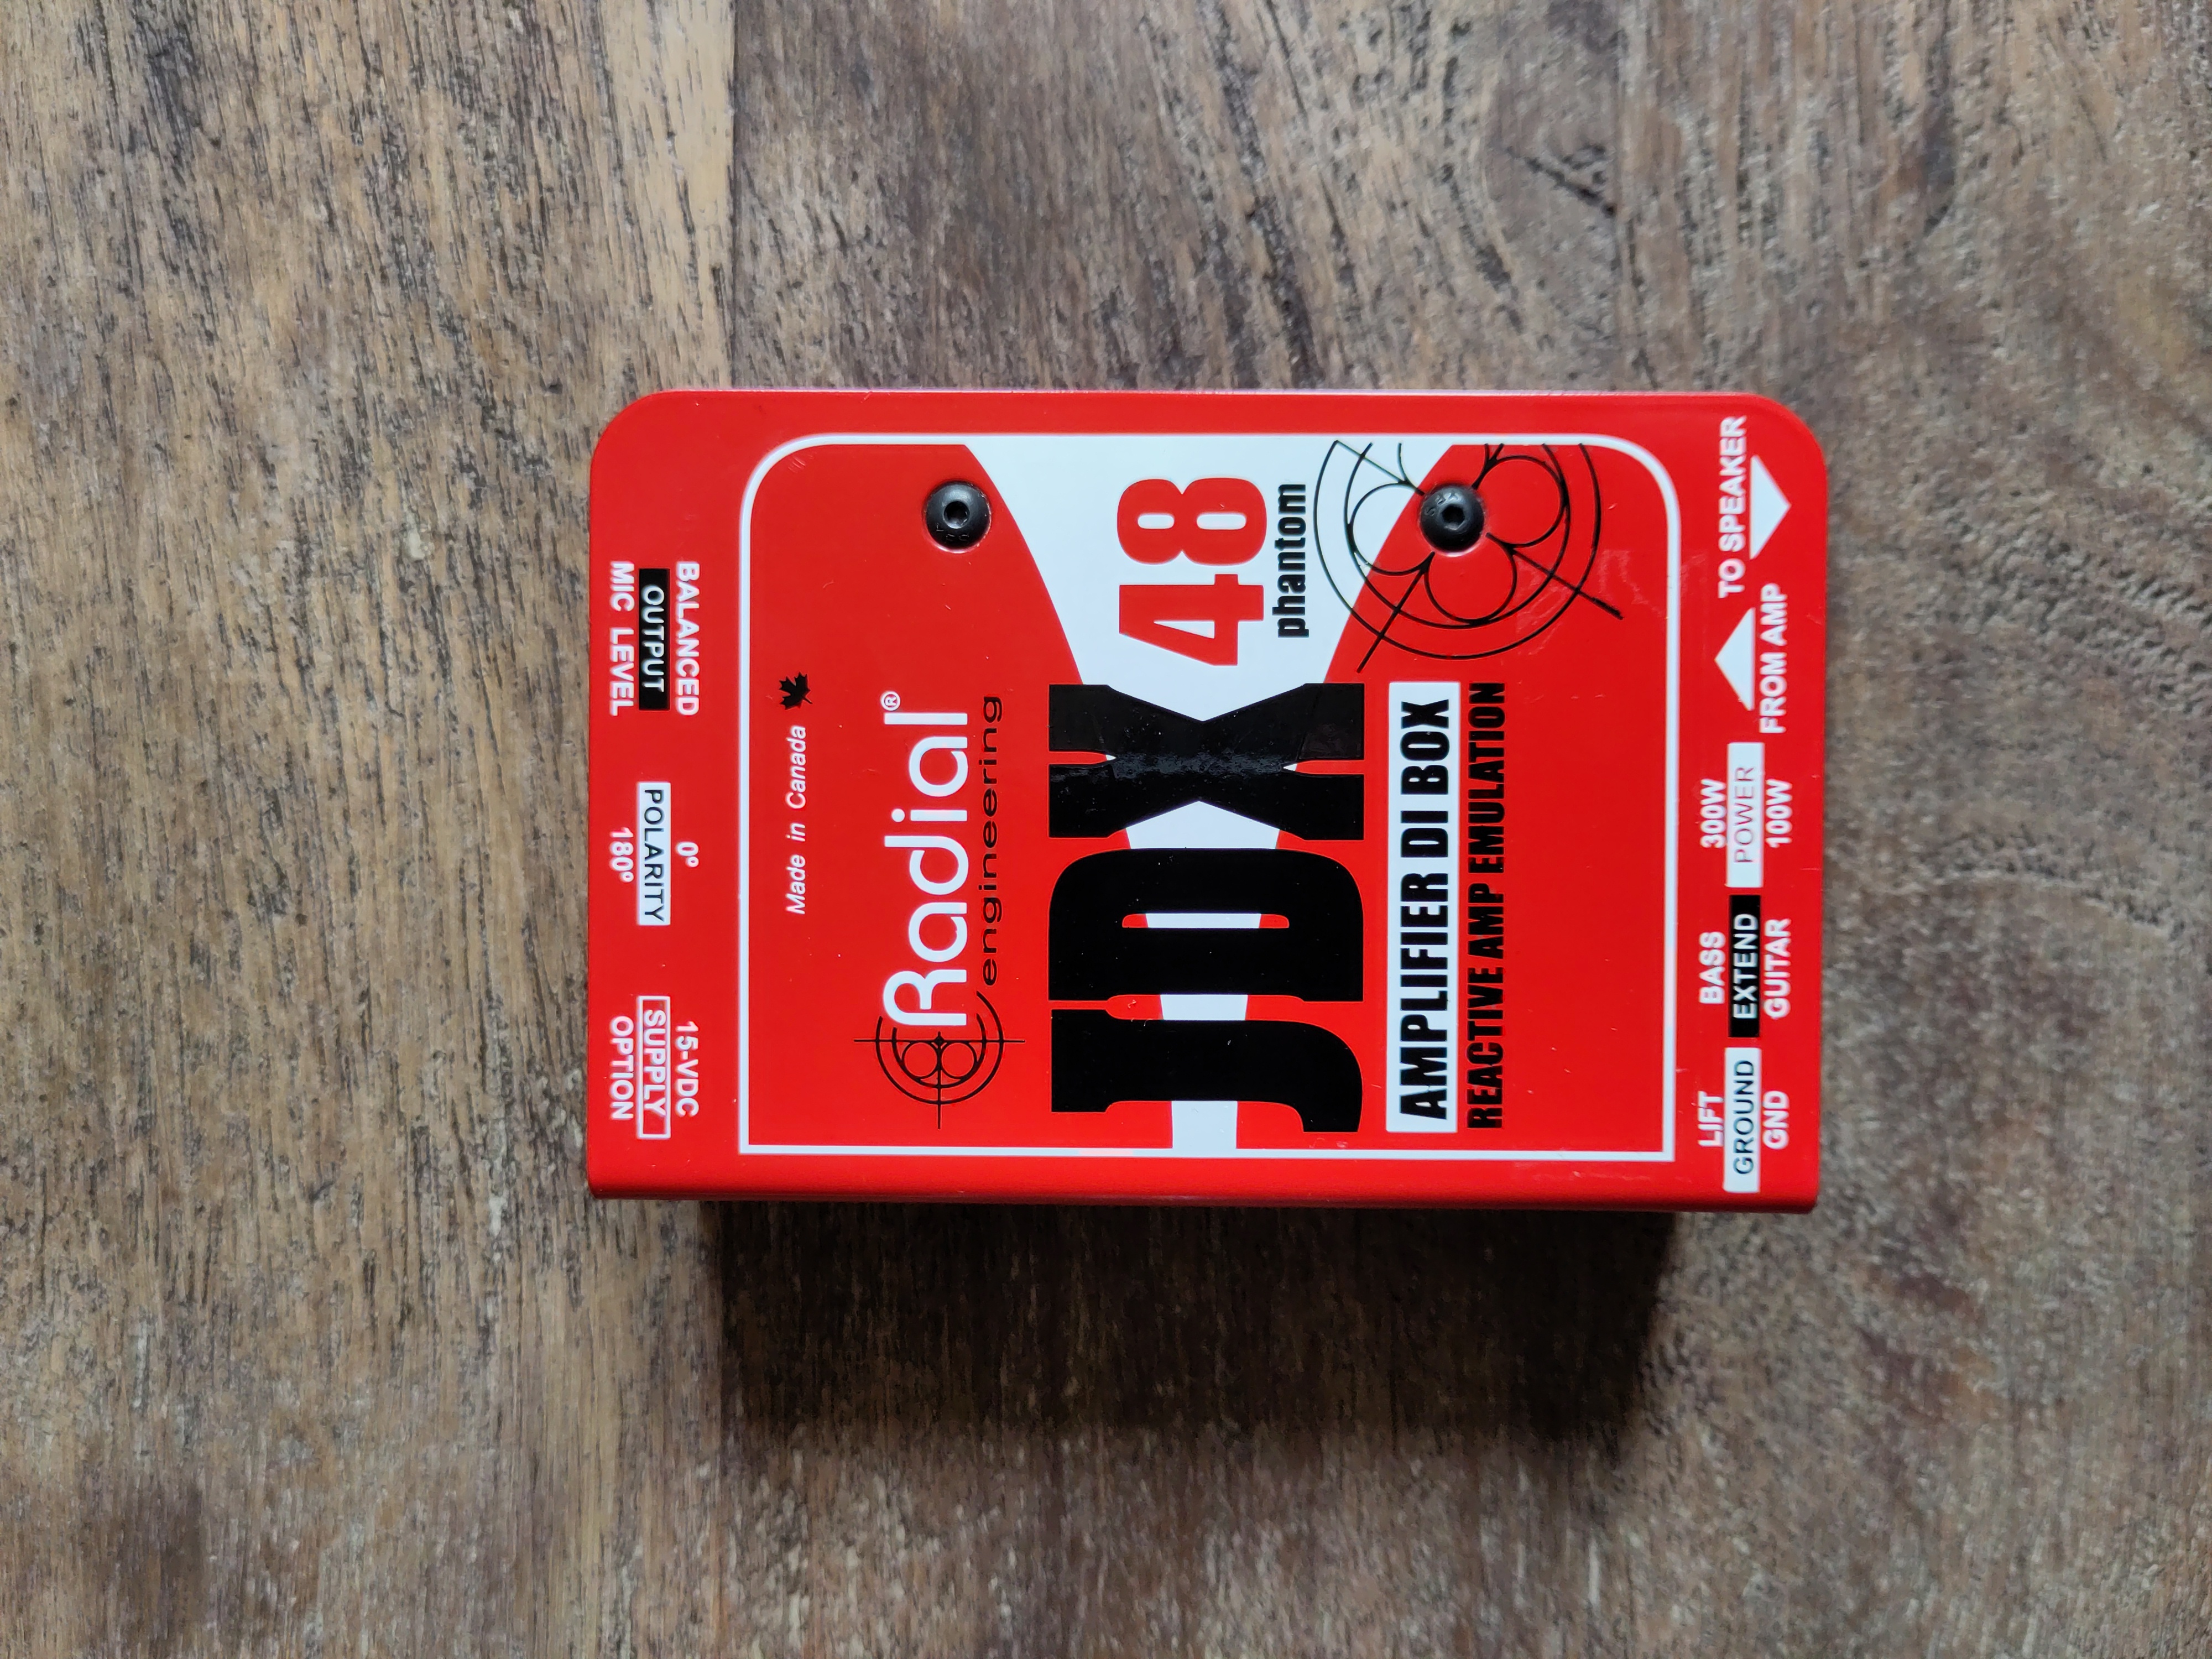 15-VDC
SUPPLY
OPTION
0°
POLARITY
180°
BALANCED
OUTPUT
MIC LEVEL
Made in Canada
Radial®
engineering
JDX 48
phantom
AMPLIFIER DI BOX
REACTIVE AMP EMULATION
LIFT
GROUND
GND
BASS
EXTEND
GUITAR
300W
POWER
100W
FROM AMP
TO SPEAKER